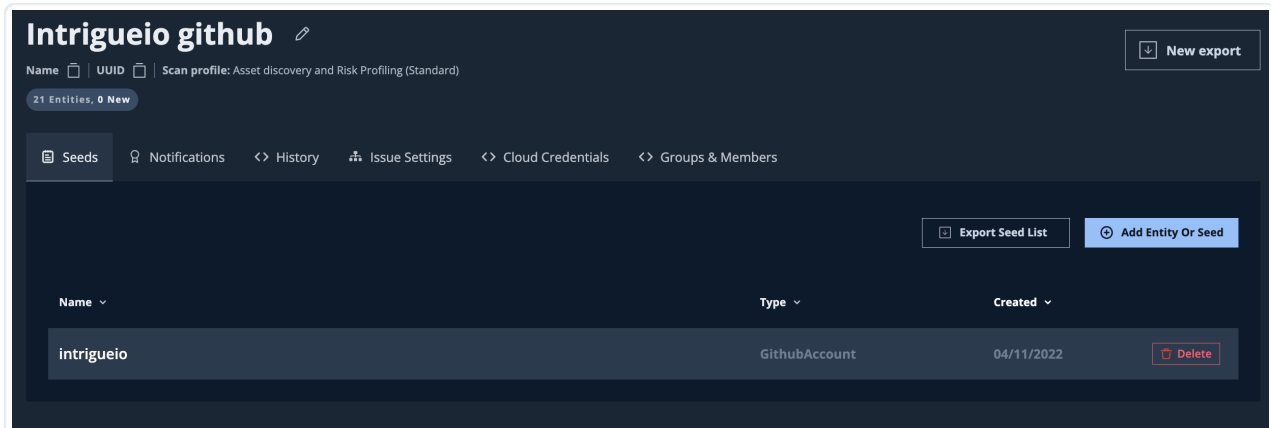 Intrigueio github
New export
Name | UUID | Scan profile: Asset discovery and Risk Profiling (Standard)
21 Entities, 0 New
Seeds Notifications History Issue Settings Cloud Credentials Groups & Members
Export Seed List Add Entity Or Seed
Name Type Created
intrigueio GithubAccount 04/11/2022 Delete